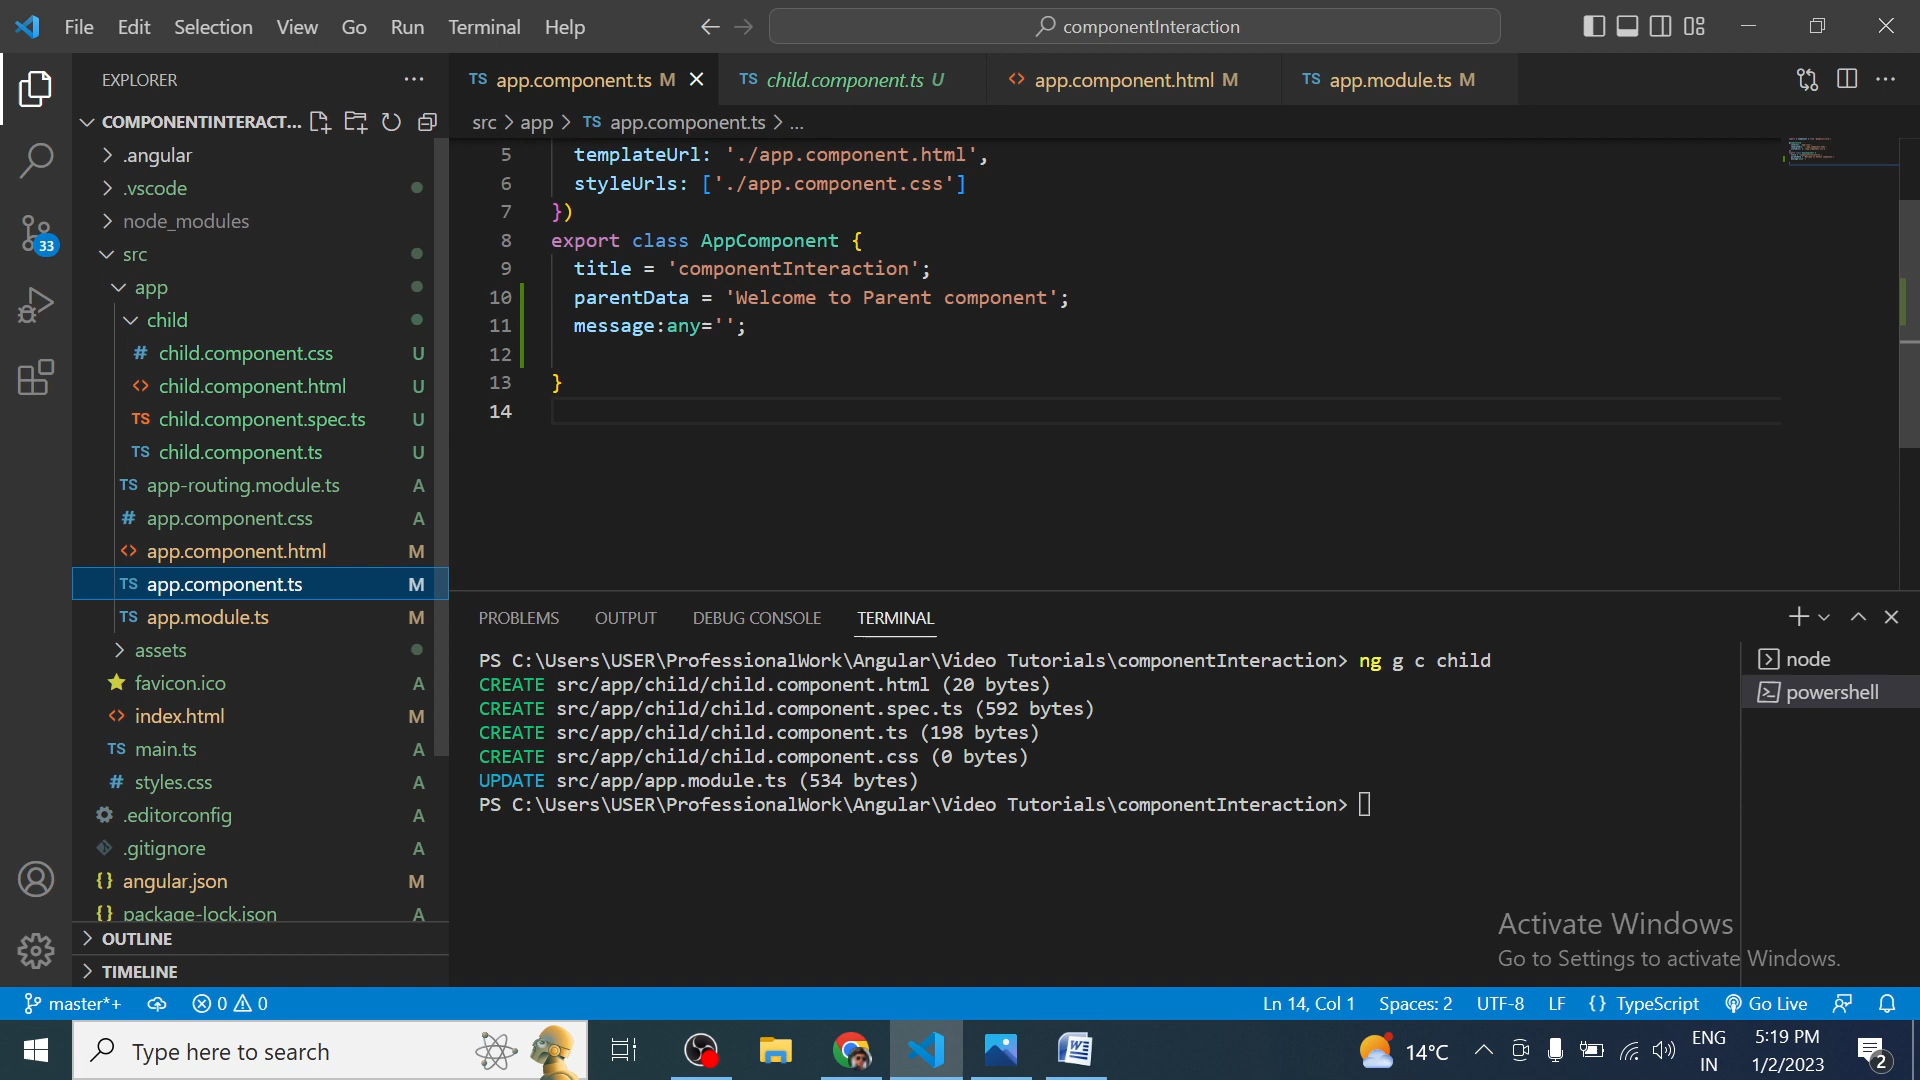 File Edit Selection View Go Run Terminal Help
componentInteraction
EXPLORER
COMPONENTINTERACT...
.angular
.vscode
node_modules
src
app
child
# child.component.css U
<> child.component.html U
TS child.component.spec.ts U
TS child.component.ts U
TS app-routing.module.ts A
# app.component.css A
<> app.component.html M
TS app.component.ts M
TS app.module.ts M
assets
favicon.ico A
<> index.html M
TS main.ts A
# styles.css A
.editorconfig A
.gitignore A
{} angular.json M
{} package-lock.json A
OUTLINE
TIMELINE
33
TS app.component.ts M
TS child.component.ts U
<> app.component.html M
TS app.module.ts M
src > app > TS app.component.ts > ...
5 templateUrl: './app.component.html',
6 styleUrls: ['./app.component.css']
7 })
8 export class AppComponent {
9 title = 'componentInteraction';
10 parentData = 'Welcome to Parent component';
11 message:any='';
12
13 }
14
PROBLEMS OUTPUT DEBUG CONSOLE TERMINAL
PS C:\Users\USER\ProfessionalWork\Angular\Video Tutorials\componentInteraction> ng g c child
CREATE src/app/child/child.component.html (20 bytes)
CREATE src/app/child/child.component.spec.ts (592 bytes)
CREATE src/app/child/child.component.ts (198 bytes)
CREATE src/app/child/child.component.css (0 bytes)
UPDATE src/app/app.module.ts (534 bytes)
PS C:\Users\USER\ProfessionalWork\Angular\Video Tutorials\componentInteraction>
node
powershell
Activate Windows
Go to Settings to activate Windows.
master*+ 0 0
Ln 14, Col 1 Spaces: 2 UTF-8 LF {} TypeScript Go Live
Type here to search
14°C
ENG
IN
5:19 PM
1/2/2023
2